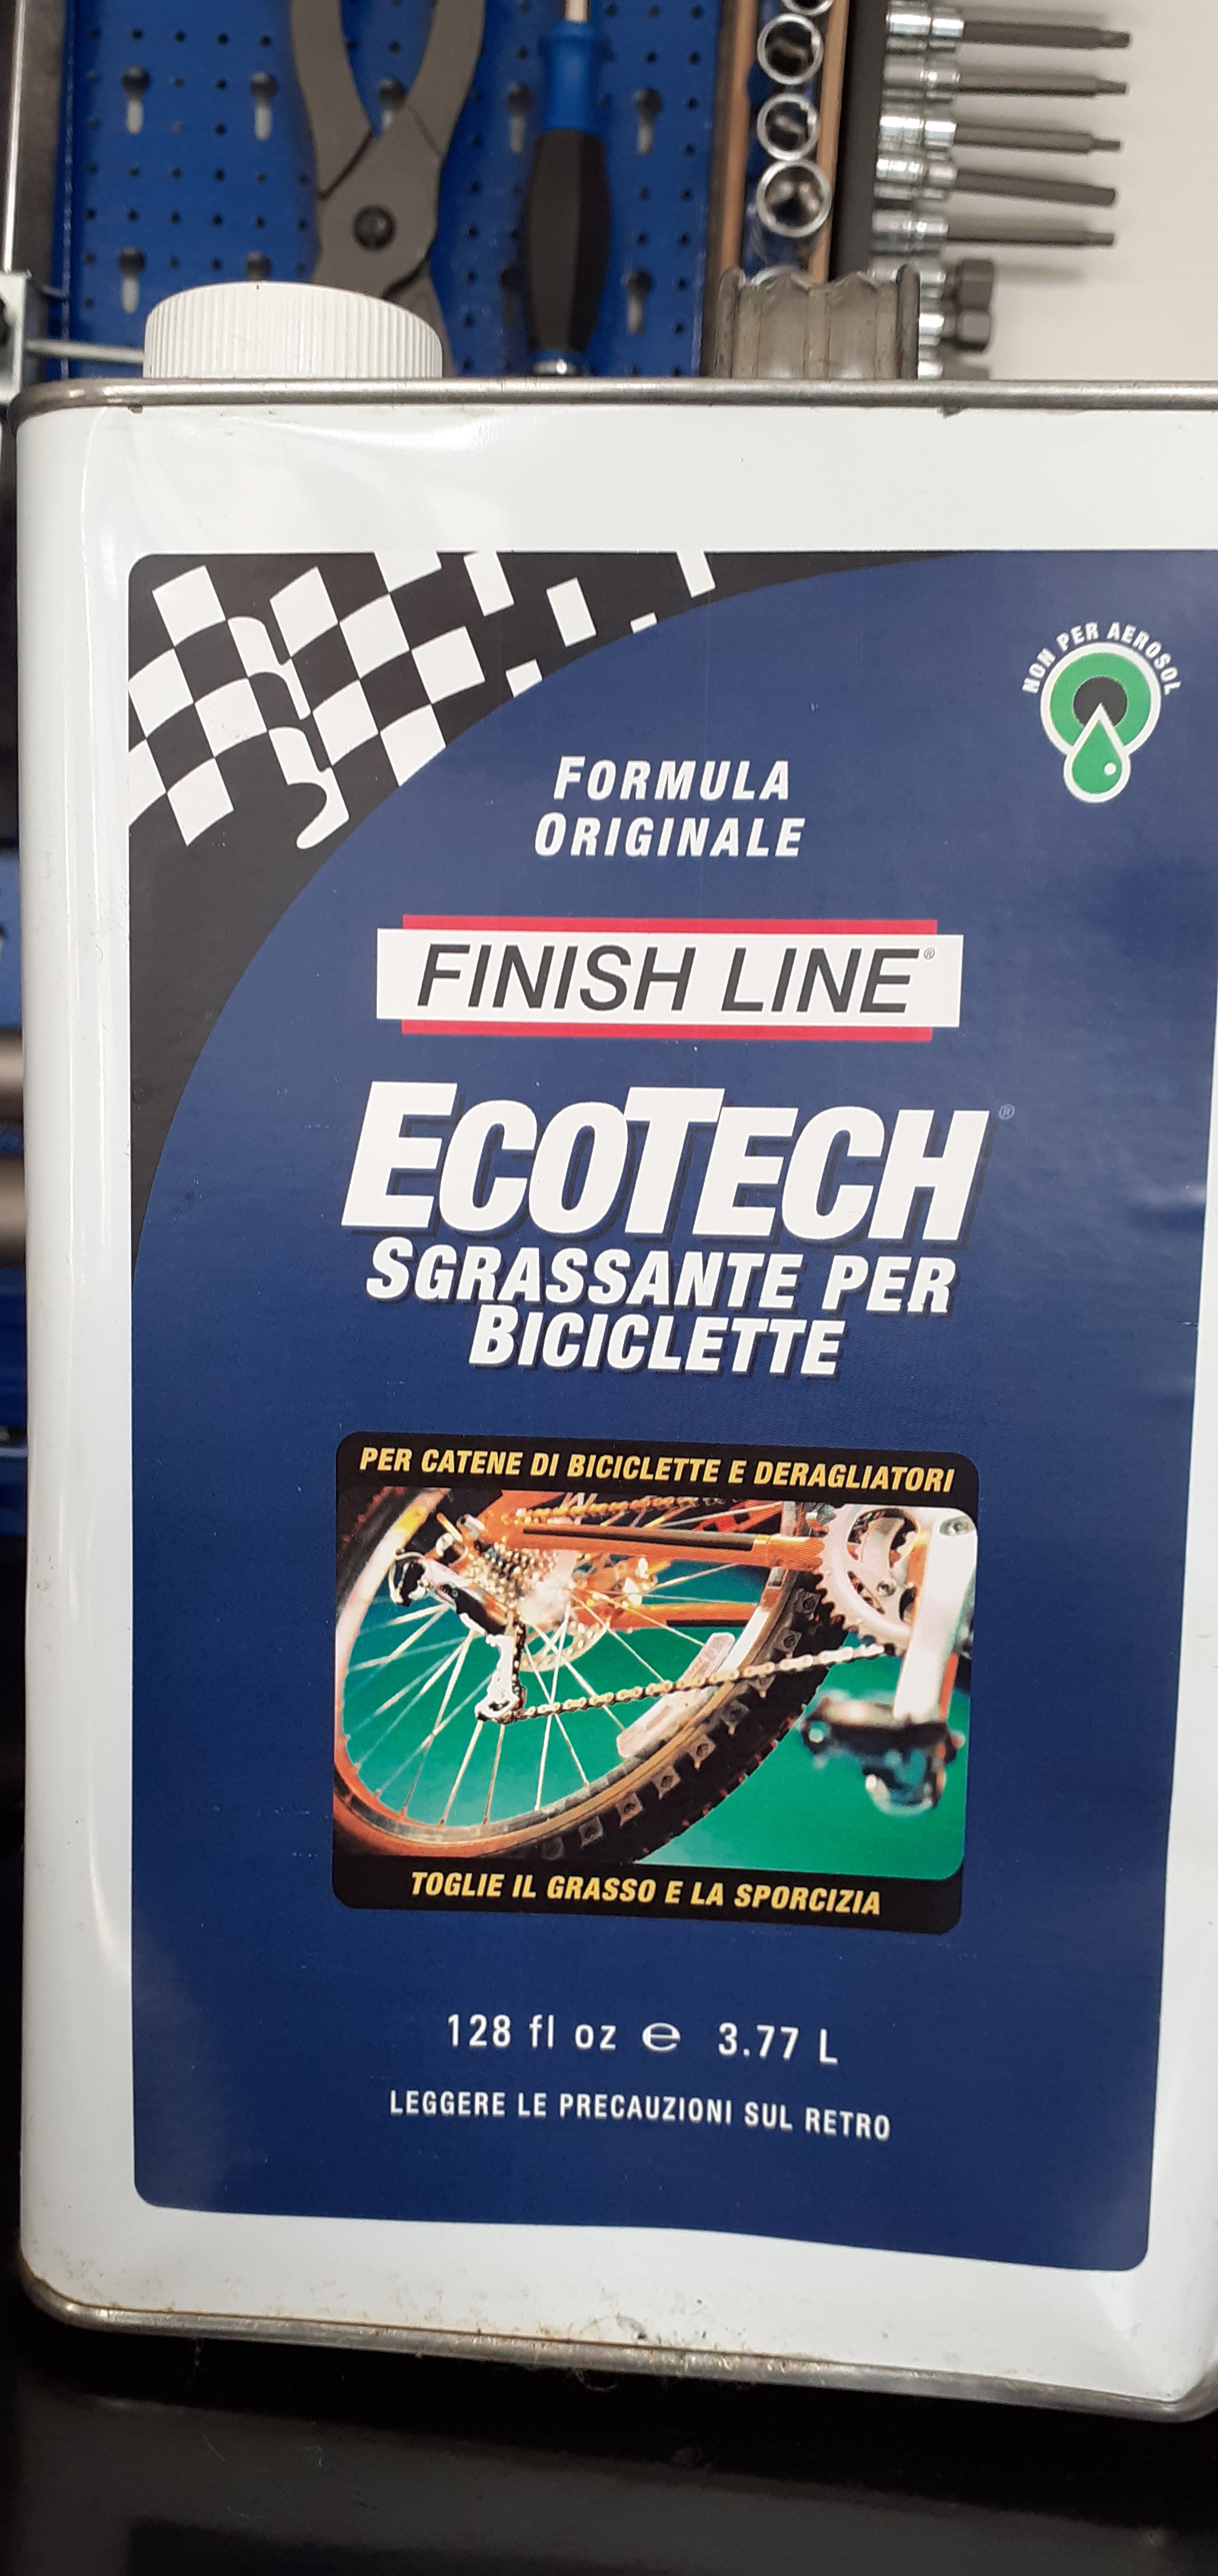 NON PER AEROSOL
FORMULA
ORIGINALE
FINISH LINE®
ECOTECH®
SGRASSANTE PER
BICICLETTE
PER CATENE DI BICICLETTE E DERAGLIATORI
TOGLIE IL GRASSO E LA SPORCIZIA
128 fl oz ℮ 3.77 L
LEGGERE LE PRECAUZIONI SUL RETRO